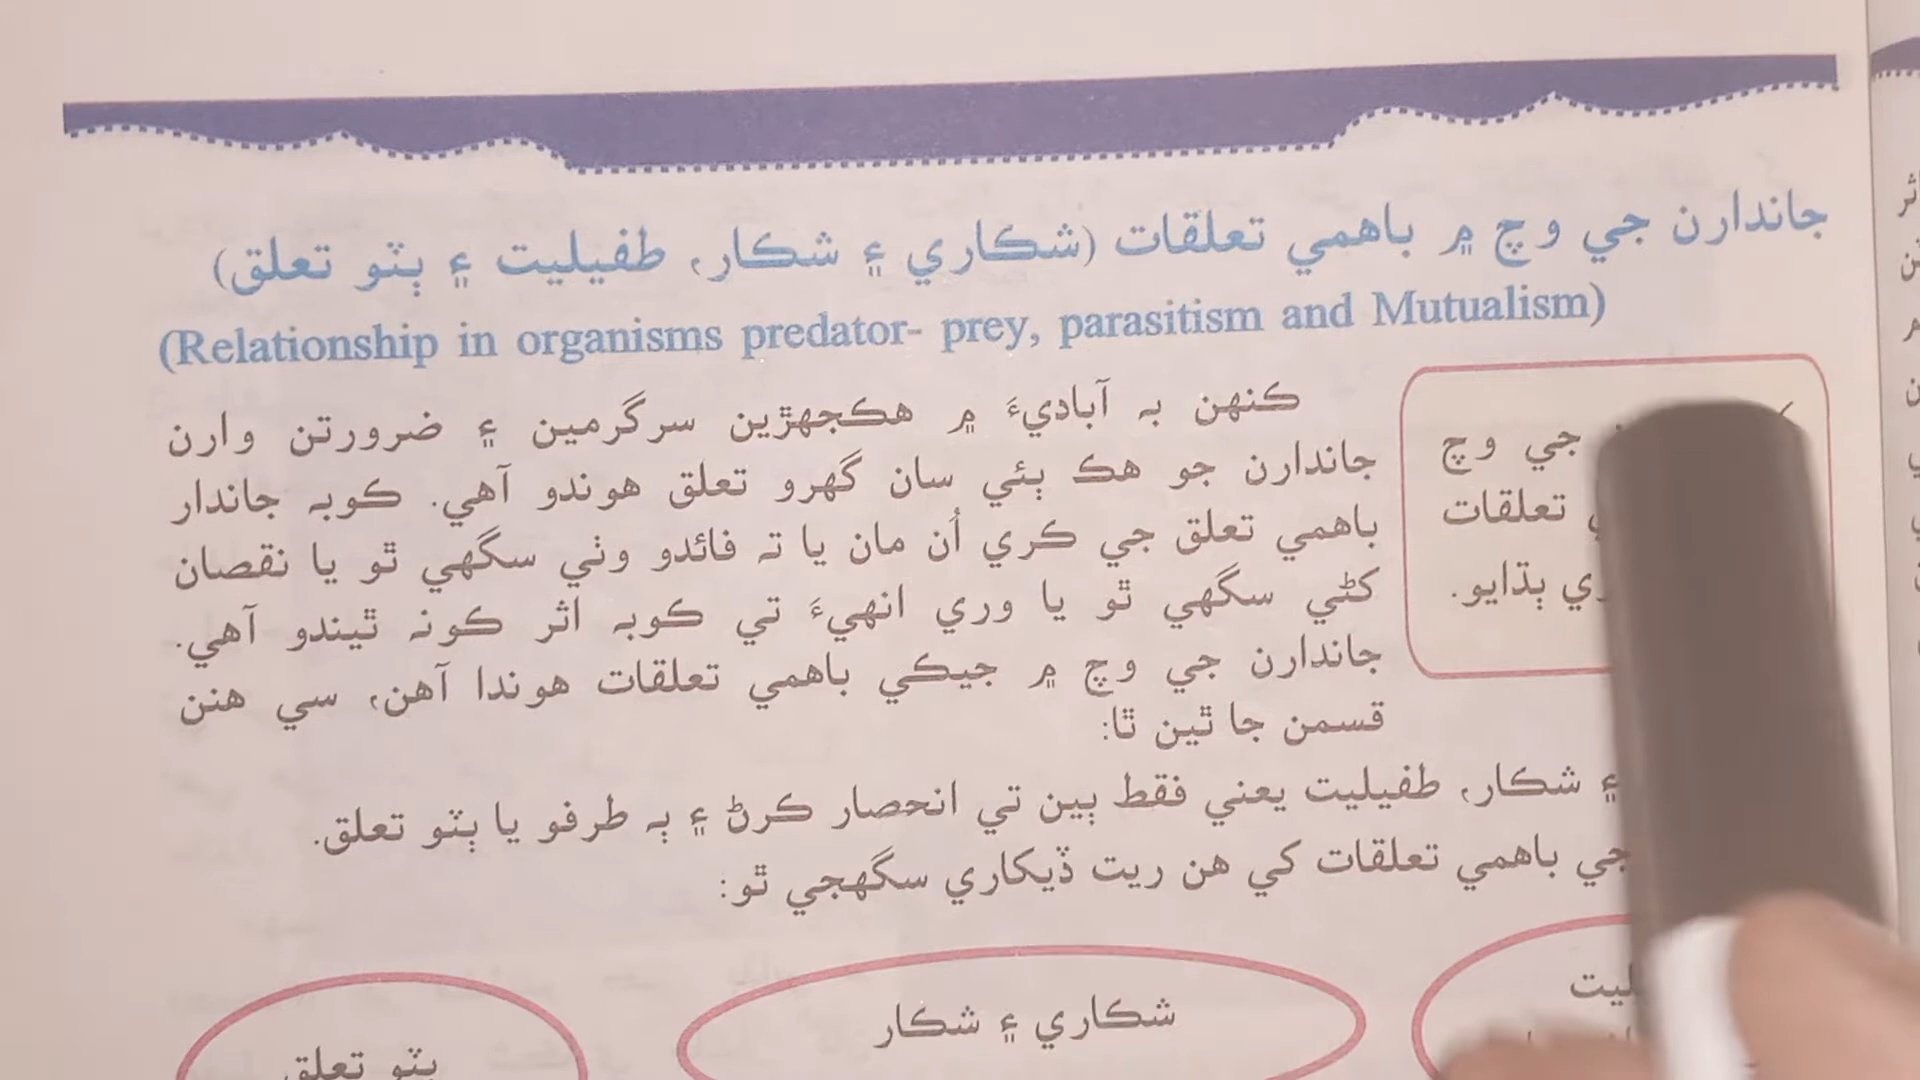 جاندارن جي وچ ۾ باهمي تعلقات (شڪاري ۽ شڪار، طفيليت ۽ ٻٽو تعلق)
(Relationship in organisms predator- prey, parasitism and Mutualism)
ڪنهن بہ آباديءَ ۾ هڪجهڙين سرگرمين ۽ ضرورتن وارن
جاندارن جو هڪ ٻئي سان گهرو تعلق هوندو آهي. ڪوبہ جاندار
باهمي تعلق جي ڪري اُن مان يا تہ فائدو وٺي سگهي ٿو يا نقصان
کڻي سگهي ٿو يا وري انهيءَ تي ڪوبہ اثر ڪونہ ٿيندو آهي.
جاندارن جي وچ ۾ جيڪي باهمي تعلقات هوندا آهن، سي هنن
قسمن جا ٿين ٿا:
جي وچ
تعلقات
ٻڌايو.
۽ شڪار، طفيليت يعني فقط ٻين تي انحصار ڪرڻ ۽ ٻہ طرفو يا ٻٽو تعلق.
جي باهمي تعلقات کي هن ريت ڏيکاري سگهجي ٿو:
شڪاري ۽ شڪار
ٻٽو تعلق